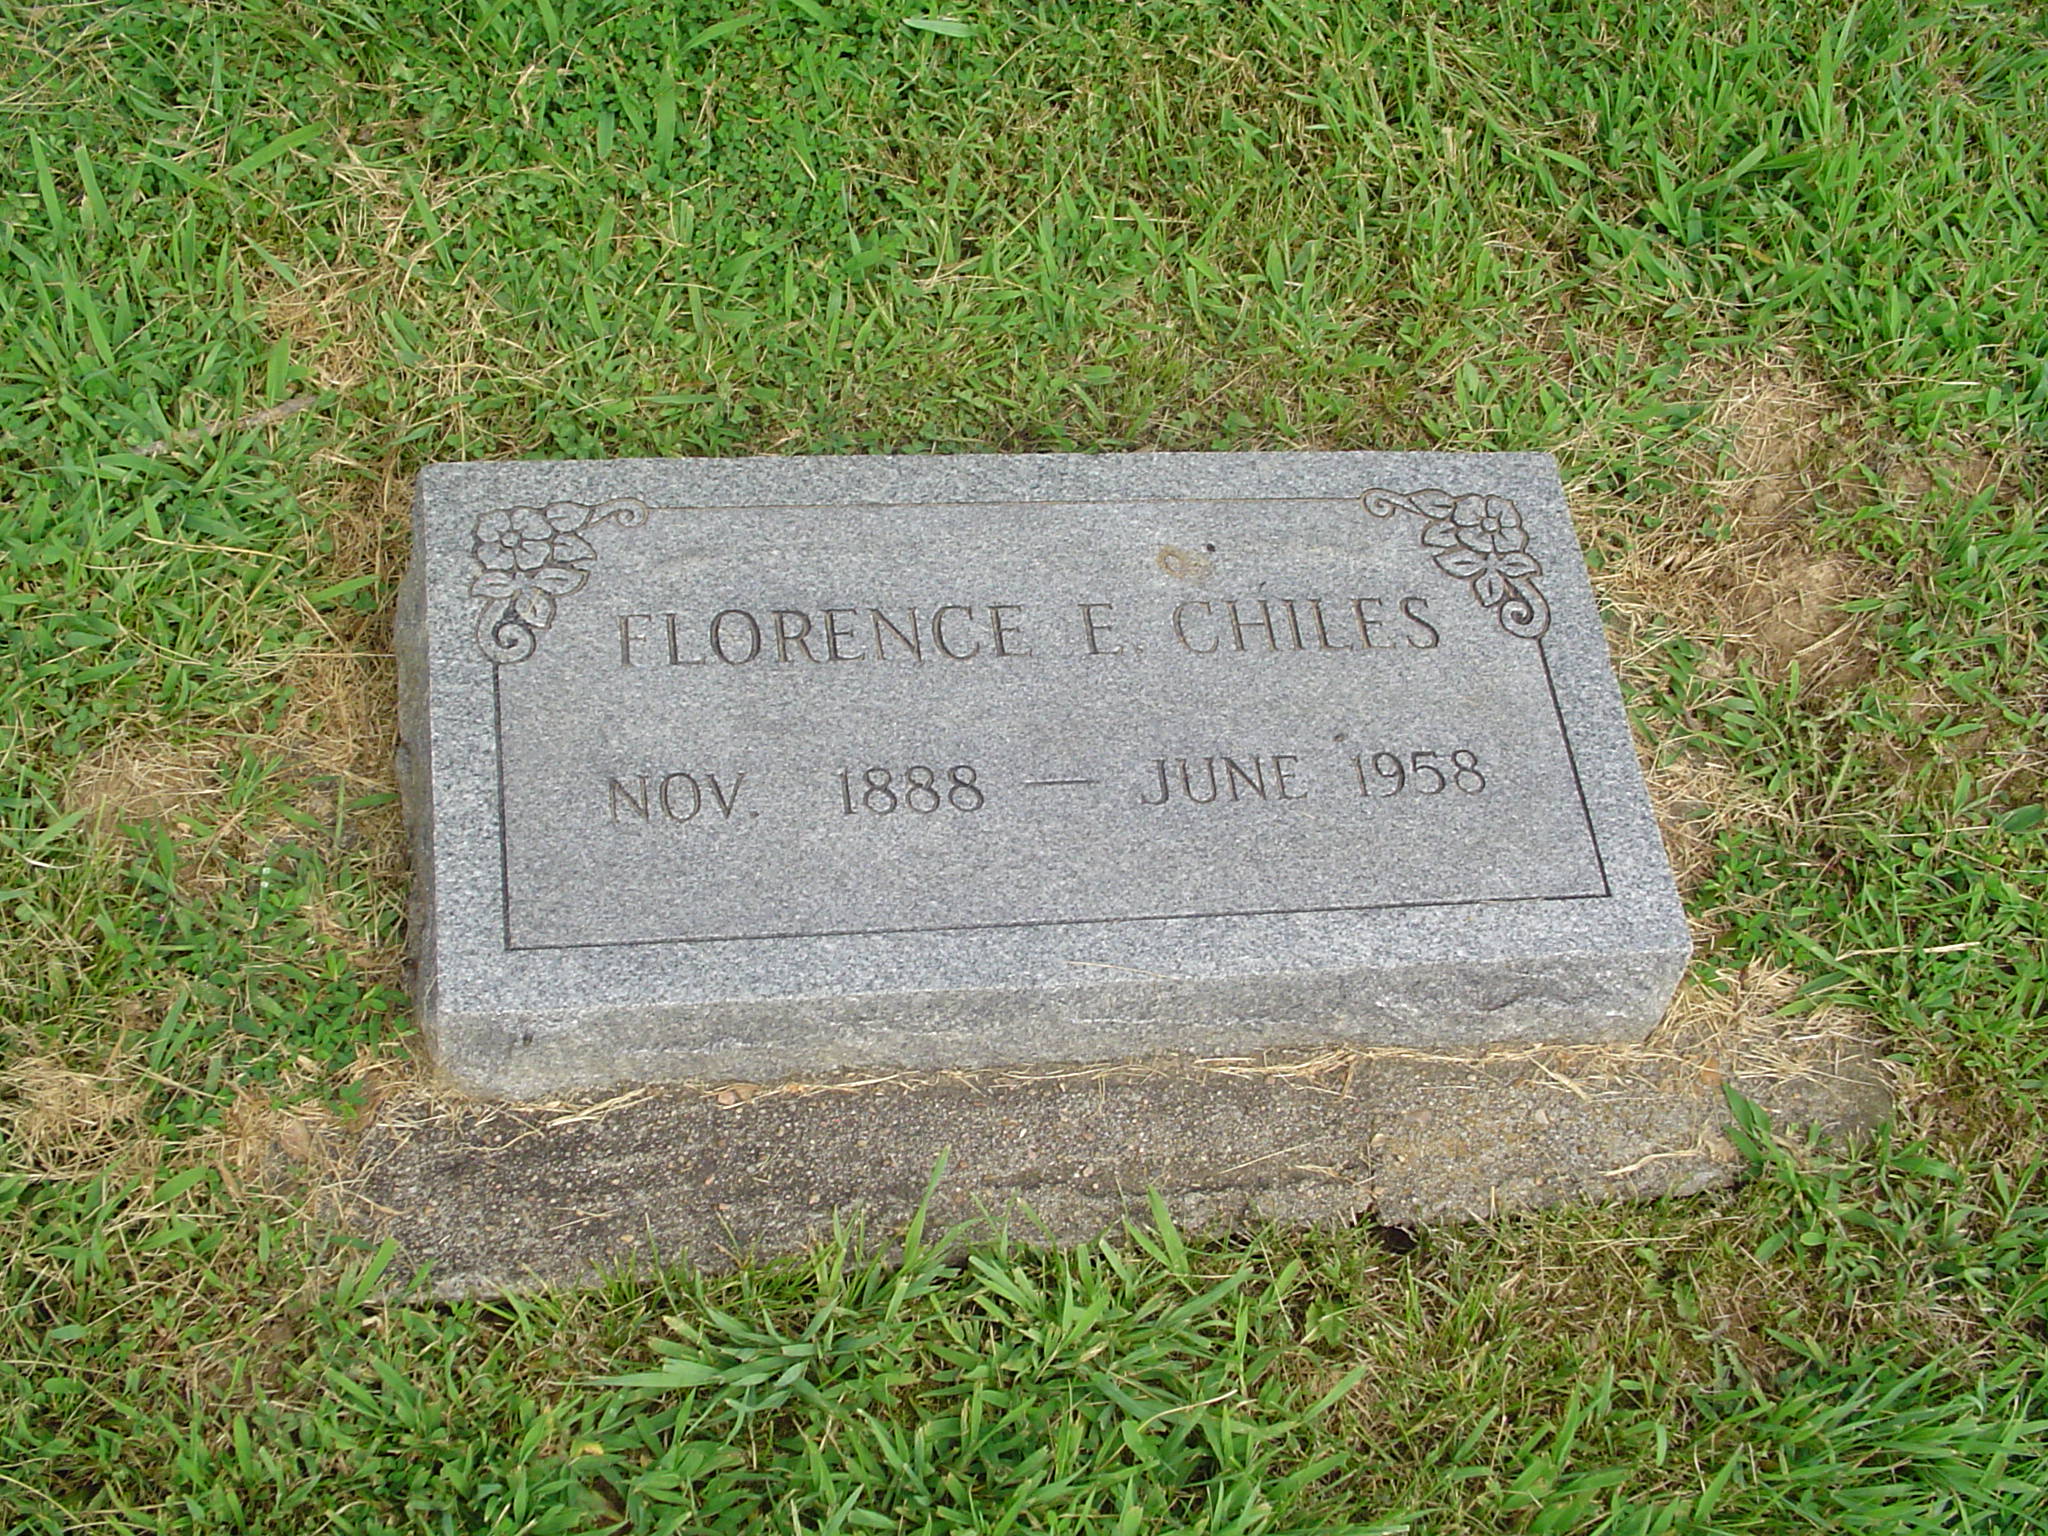 FLORENCE E. CHILES
NOV. 1888 — JUNE 1958